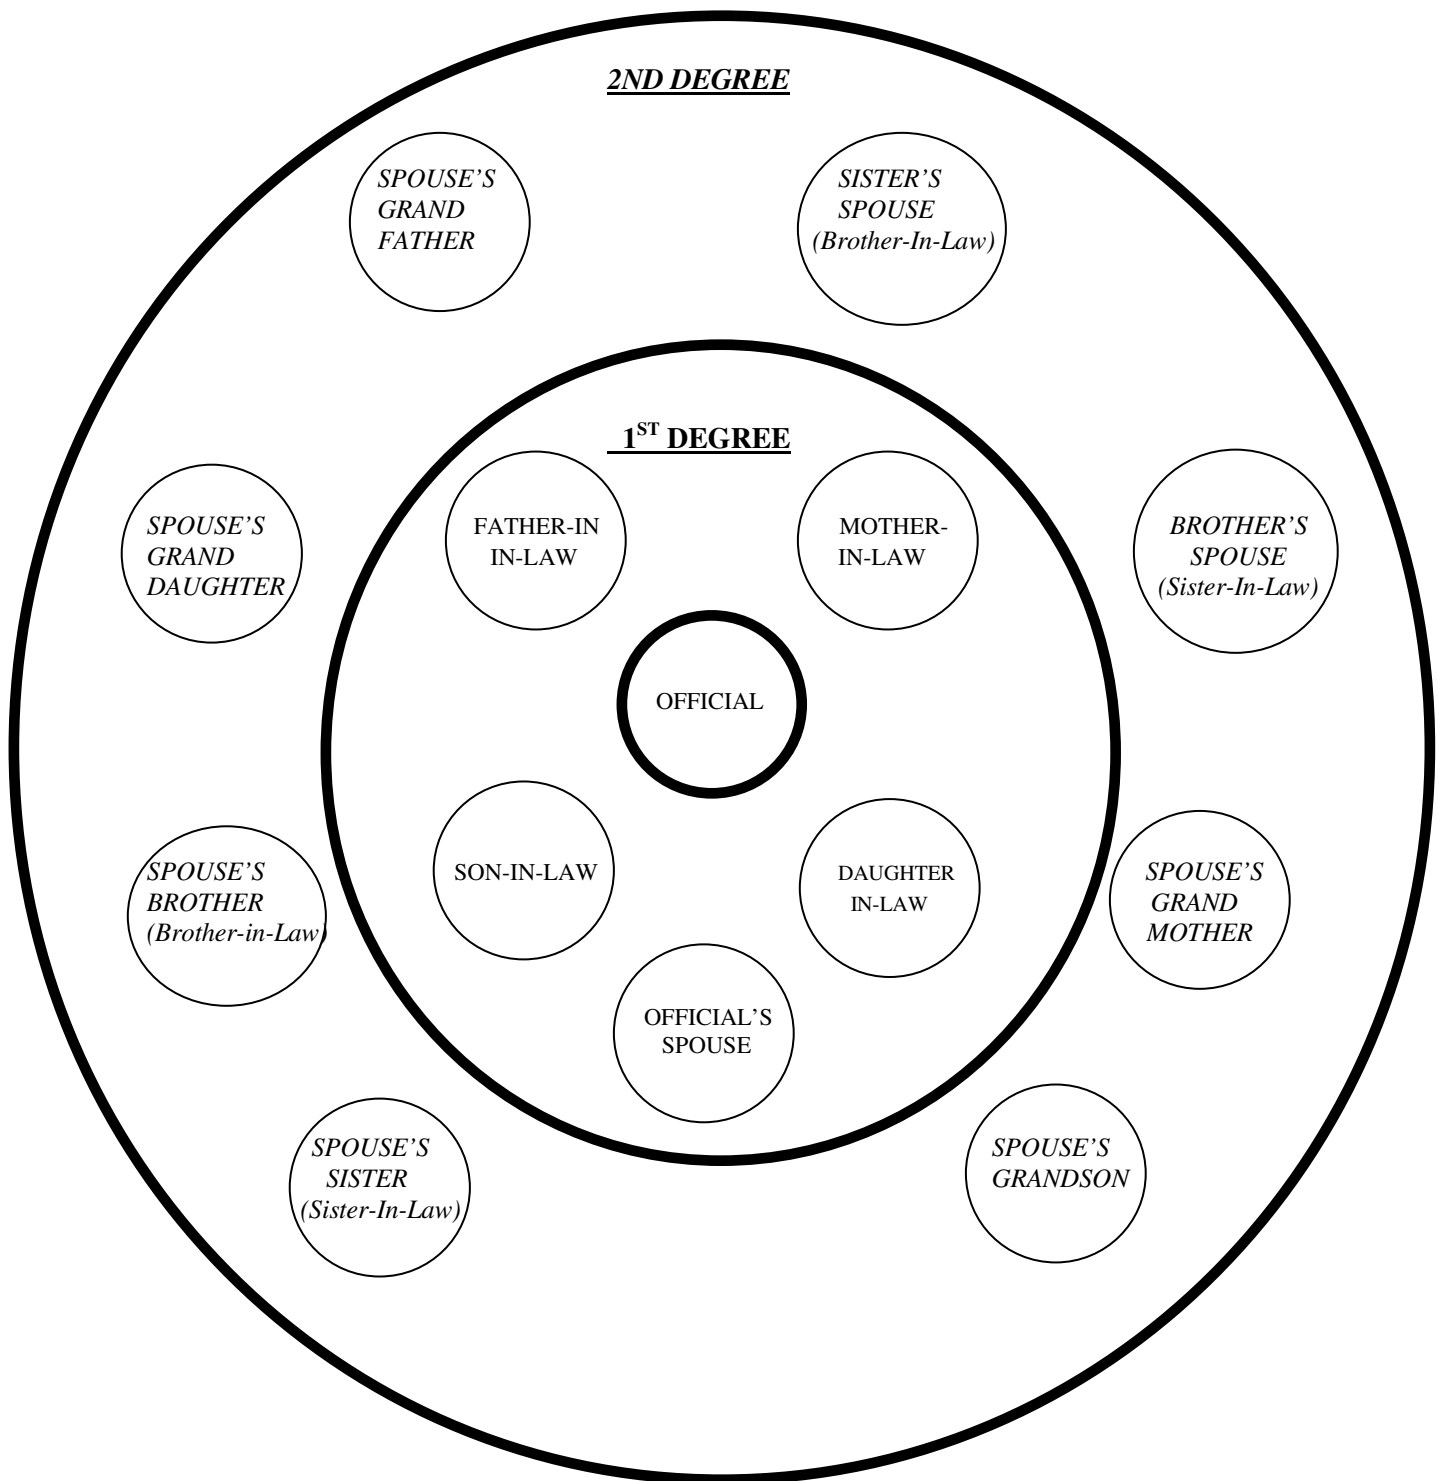 2ND DEGREE
SPOUSE’S
GRAND
FATHER
SISTER’S
SPOUSE
(Brother-In-Law)
1ST DEGREE
SPOUSE’S
GRAND
DAUGHTER
FATHER-IN
IN-LAW
MOTHER-
IN-LAW
BROTHER’S
SPOUSE
(Sister-In-Law)
OFFICIAL
SPOUSE’S
BROTHER
(Brother-in-Law)
SON-IN-LAW
DAUGHTER
IN-LAW
SPOUSE’S
GRAND
MOTHER
OFFICIAL’S
SPOUSE
SPOUSE’S
SISTER
(Sister-In-Law)
SPOUSE’S
GRANDSON